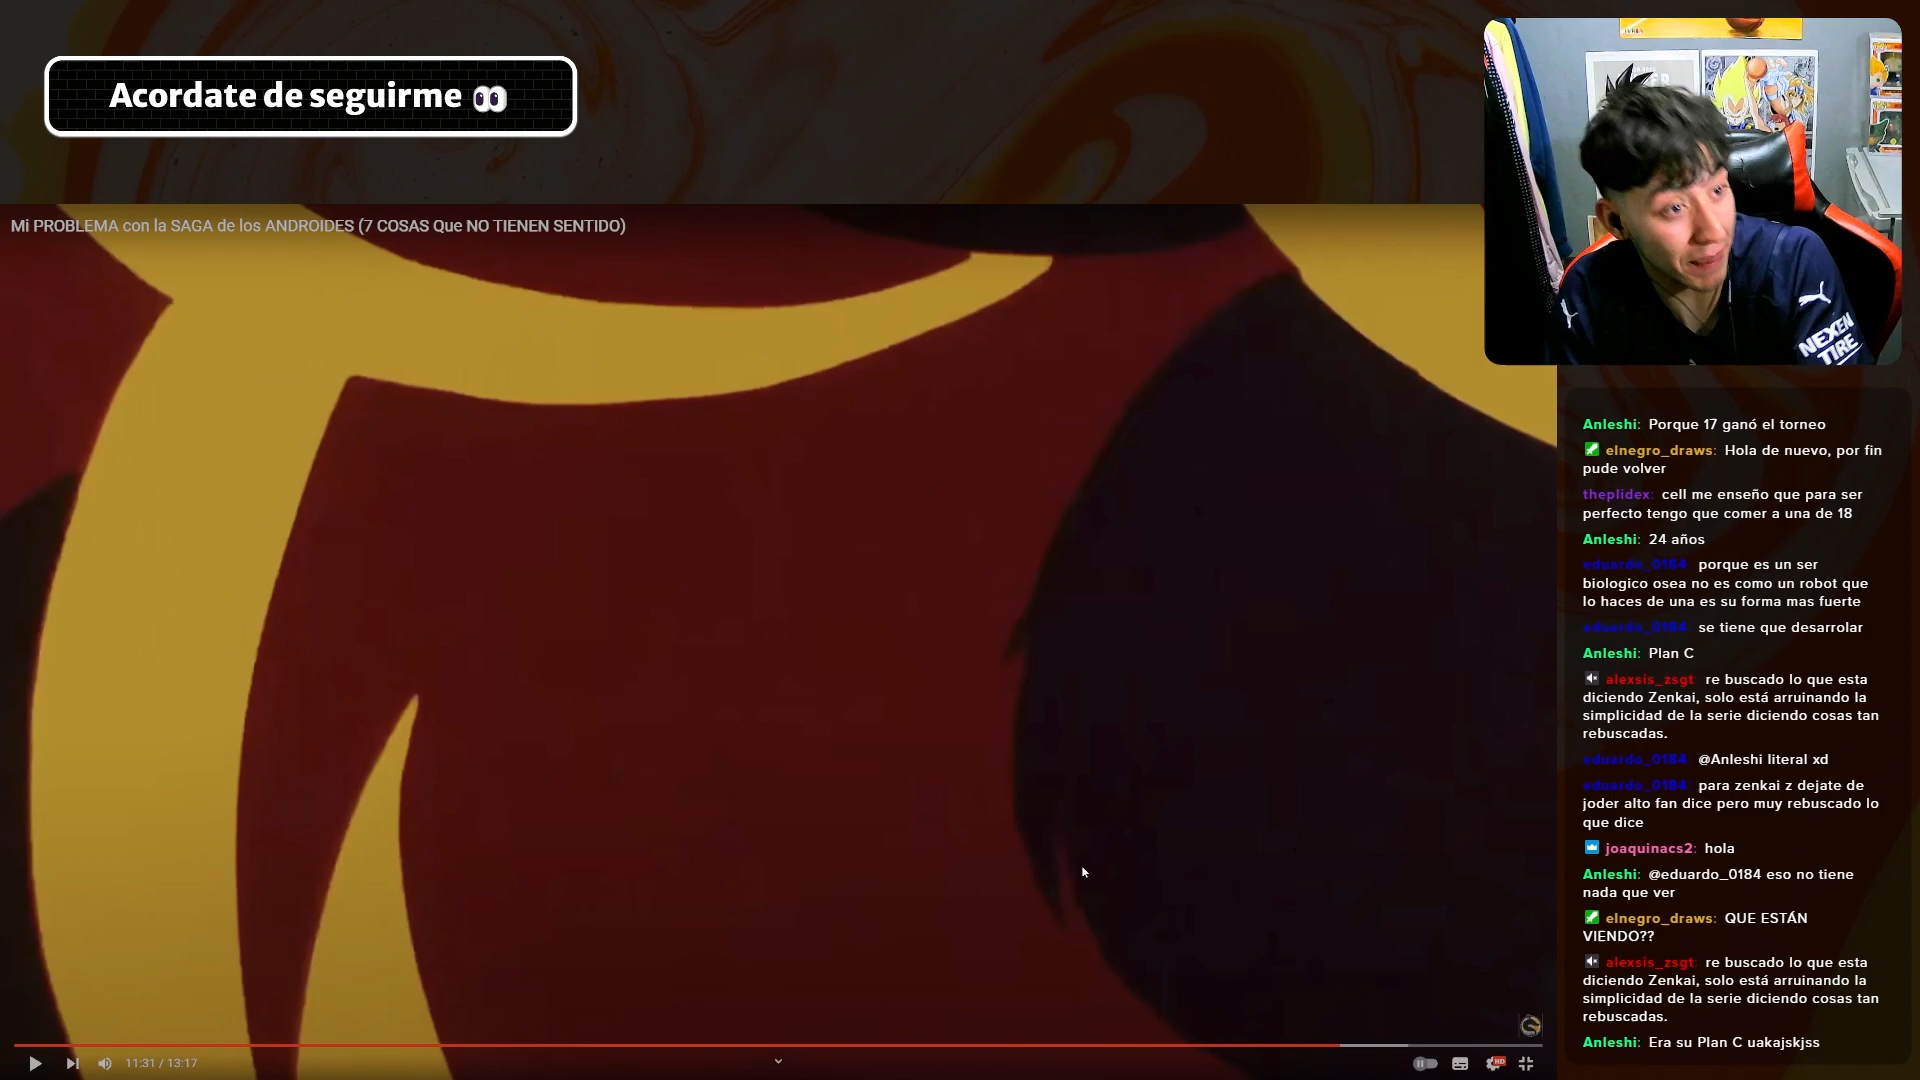 Acordate de seguirme 👀
Mi PROBLEMA con la SAGA de los ANDROIDES (7 COSAS Que NO TIENEN SENTIDO)
NEXEN
TIRE
Anleshi: Porque 17 ganó el torneo
elnegro_draws: Hola de nuevo, por fin
pude volver
theplidex: cell me enseño que para ser
perfecto tengo que comer a una de 18
Anleshi: 24 años
eduardo_0184: porque es un ser
biologico osea no es como un robot que
lo haces de una es su forma mas fuerte
eduardo_0184: se tiene que desarrolar
Anleshi: Plan C
alexsis_zsgt: re buscado lo que esta
diciendo Zenkai, solo está arruinando la
simplicidad de la serie diciendo cosas tan
rebuscadas.
eduardo_0184: @Anleshi literal xd
eduardo_0184: para zenkai z dejate de
joder alto fan dice pero muy rebuscado lo
que dice
joaquinacs2: hola
Anleshi: @eduardo_0184 eso no tiene
nada que ver
elnegro_draws: QUE ESTÁN
VIENDO??
alexsis_zsgt: re buscado lo que esta
diciendo Zenkai, solo está arruinando la
simplicidad de la serie diciendo cosas tan
rebuscadas.
Anleshi: Era su Plan C uakajskjss
11:31 / 13:17
HD